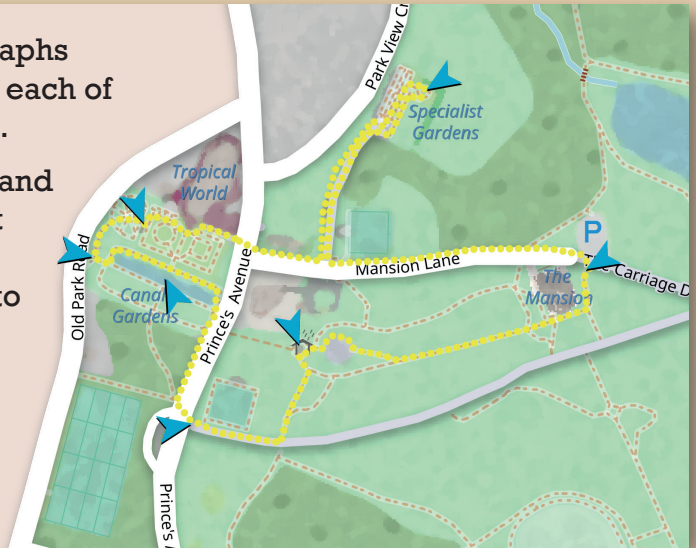 aphs
each of
.
and
t
to
Park View C
Specialist
Gardens
Tropical
World
Old Park Road
Canal
Gardens
Prince's Avenue
Mansion Lane
P
The Carriage D
The
Mansion
Prince's A